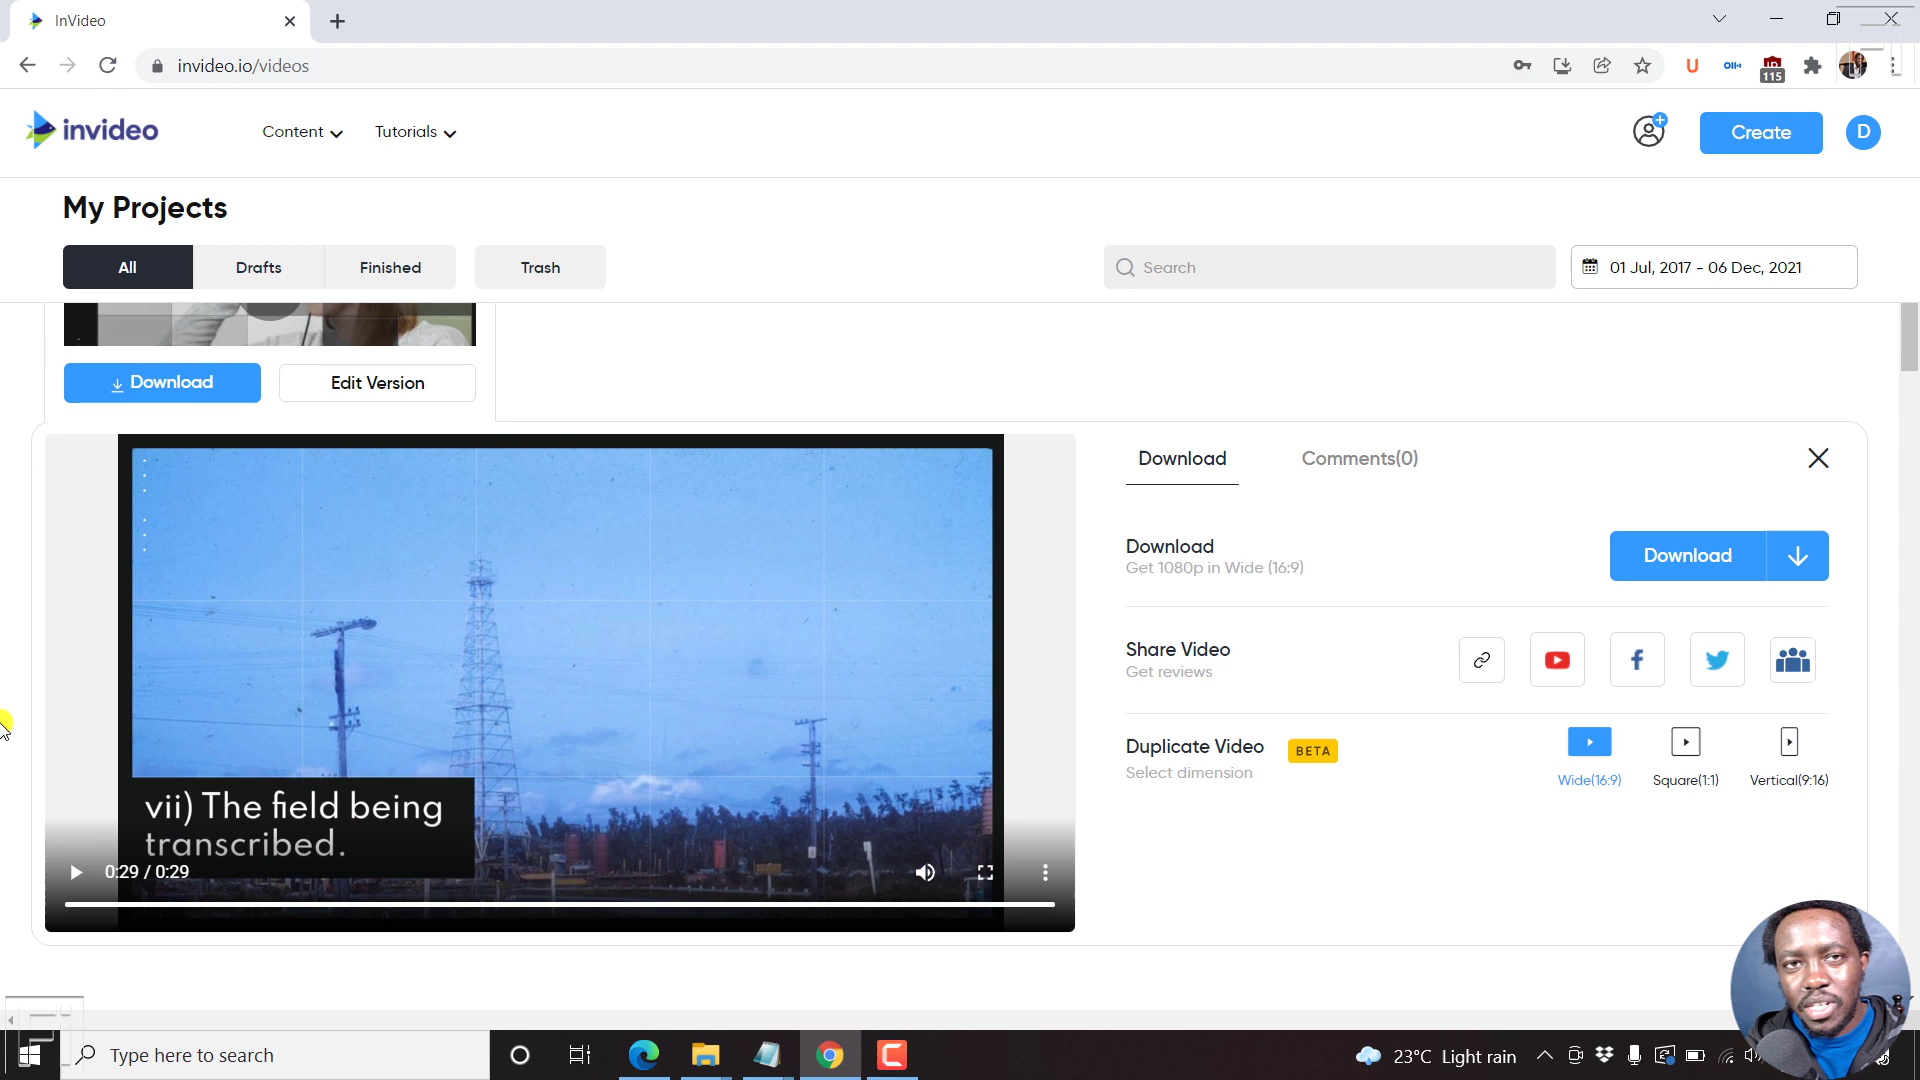 InVideo
invideo.io/videos
115
invideo
Content
Tutorials
Create
D
My Projects
All
Drafts
Finished
Trash
Search
01 Jul, 2017 - 06 Dec, 2021
Download
Edit Version
Download
Comments(0)
Download
Get 1080p in Wide (16:9)
Download
Share Video
Get reviews
Duplicate Video
BETA
Select dimension
Wide(16:9)
Square(1:1)
Vertical(9:16)
vii) The field being
transcribed.
0:29 / 0:29
Type here to search
23°C Light rain